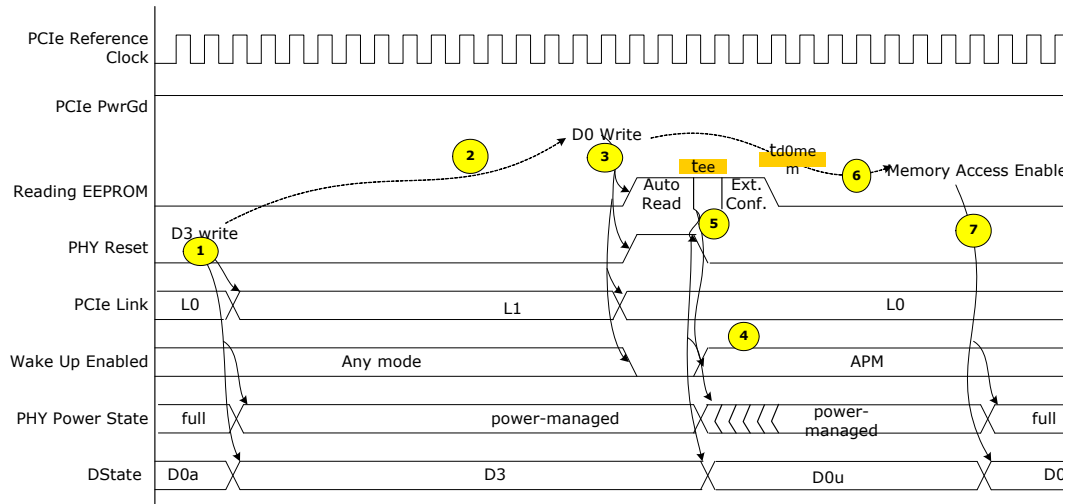 PCIe Reference
Clock
PCIe PwrGd
D0 Write
2
3
tee
td0me
m
6
Memory Access Enable
Reading EEPROM
Auto
Read
Ext.
Conf.
D3 write
1
5
7
PHY Reset
PCIe Link
L0
L1
L0
4
Wake Up Enabled
Any mode
APM
PHY Power State
full
power-managed
power-
managed
full
DState
D0a
D3
D0u
D0